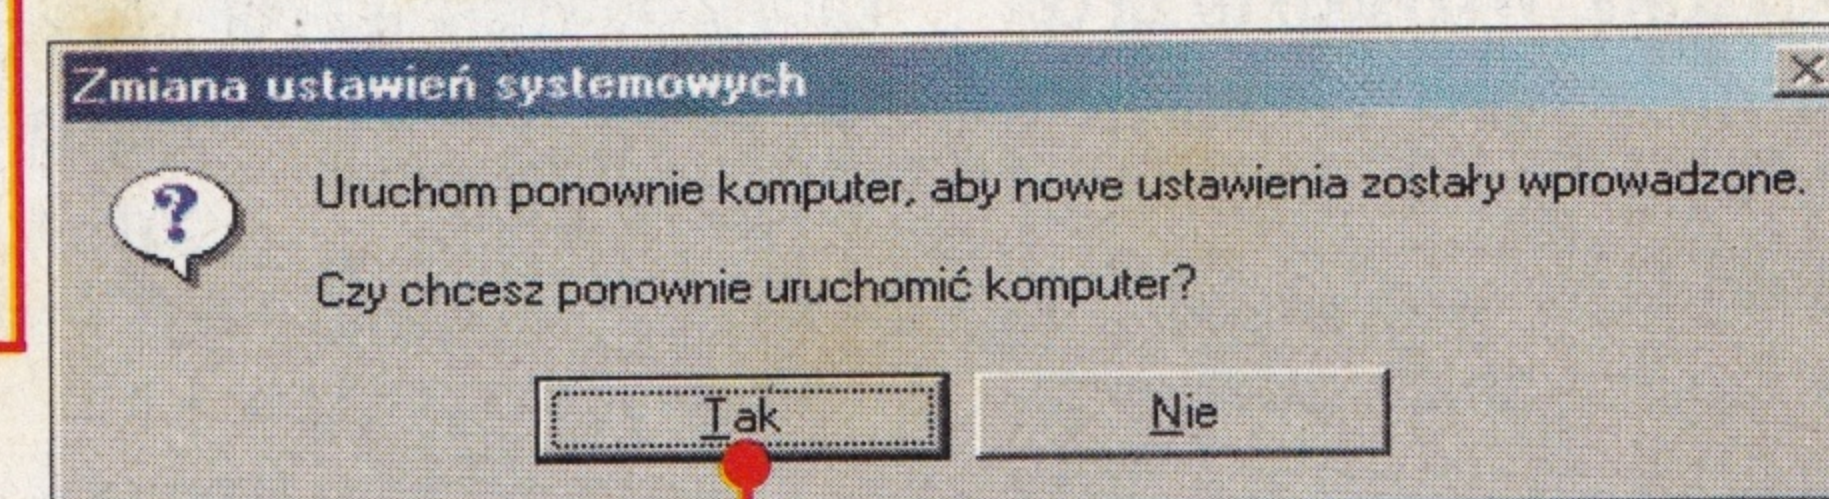 Zmiana ustawień systemowych
Uruchom ponownie komputer, aby nowe ustawienia zostały wprowadzone.
Czy chcesz ponownie uruchomić komputer?
Tak
Nie